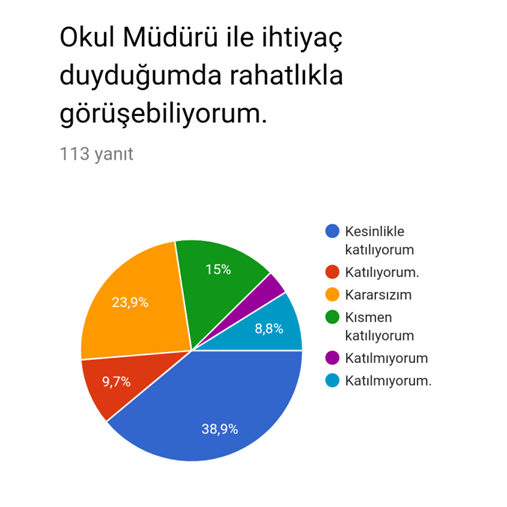 Okul Müdürü ile ihtiyaç
duyduğumda rahatlıkla
görüşebiliyorum.
113 yanıt
Kesinlikle
katılıyorum
Katılıyorum.
Kararsızım
Kısmen
katılıyorum
Katılmıyorum
Katılmıyorum.
15%
23,9%
8,8%
9,7%
38,9%